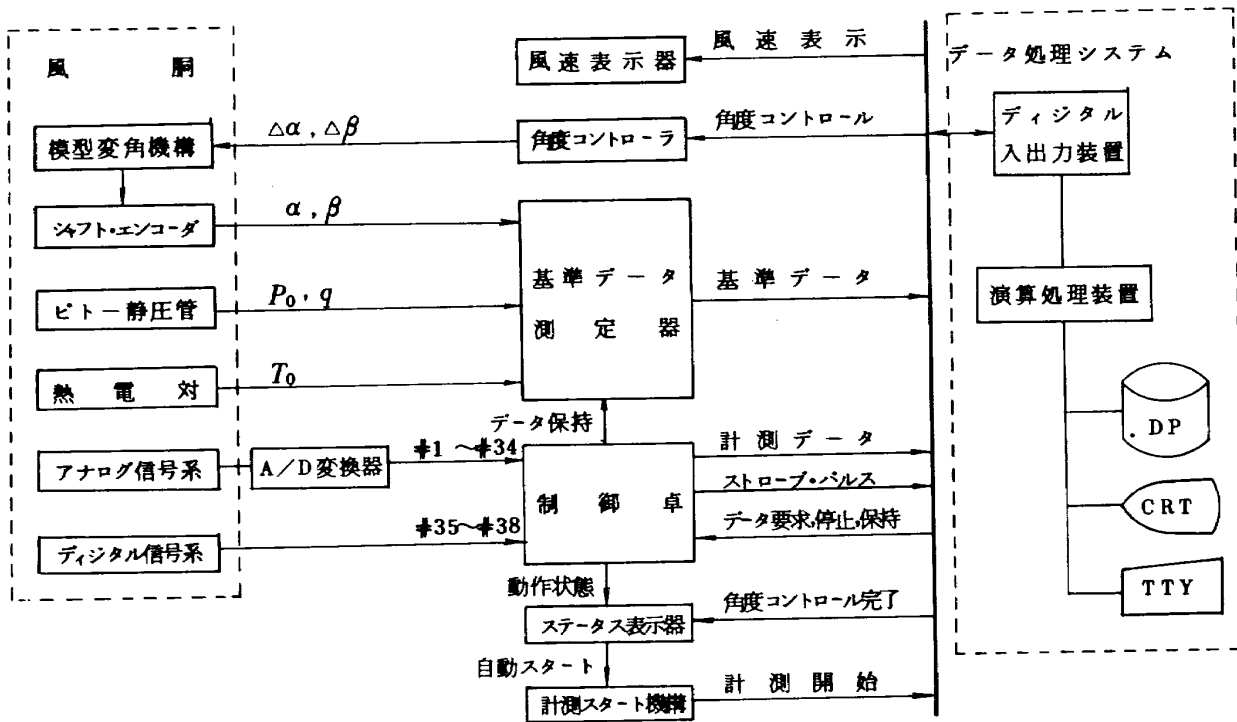 風胴
模型変角機構
シャフト・エンコーダ
ピトー静圧管
熱電対
アナログ信号系
ディジタル信号系
A/D変換器
△α, △β
α, β
P₀, q
T₀
#1~#34
#35~#38
風速表示器
角度コントローラ
基準データ
測定器
データ保持
制御卓
動作状態
ステータス表示器
自動スタート
計測スタート機構
風速表示
角度コントロール
基準データ
計測データ
ストローブ・パルス
データ要求,停止,保持
角度コントロール完了
計測開始
データ処理システム
ディジタル
入出力装置
演算処理装置
DP
CRT
TTY